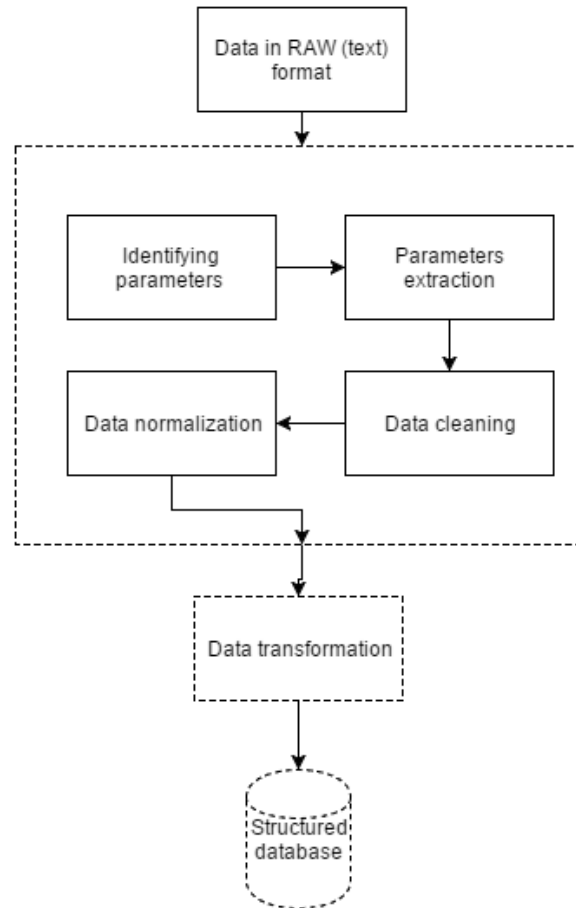 Data in RAW (text)
format
Identifying
parameters
Parameters
extraction
Data normalization
Data cleaning
Data transformation
Structured
database